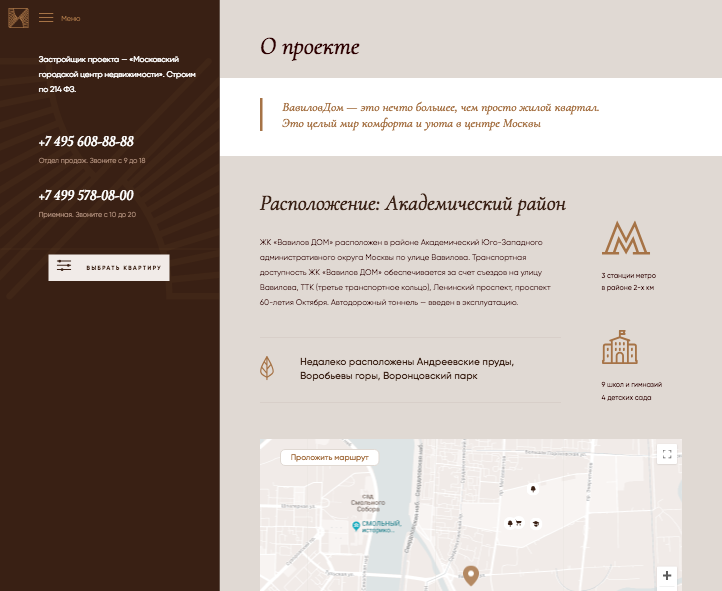 Меню
Застройщик проекта — «Московский
городской центр недвижимости». Строим
по 214 ФЗ.
+7 495 608-88-88
Отдел продаж. Звоните с 9 до 18
+7 499 578-08-00
Приемная. Звоните с 10 до 20
ВЫБРАТЬ КВАРТИРУ
О проекте
ВавиловДом — это нечто большее, чем просто жилой квартал.
Это целый мир комфорта и уюта в центре Москвы
Расположение: Академический район
ЖК «Вавилов ДОМ» расположен в районе Академический Юго-Западного
административного округа Москвы по улице Вавилова. Транспортная
доступность ЖК «Вавилов ДОМ» обеспечивается за счет съездов на улицу
Вавилова, ТТК (третье транспортное кольцо), Ленинский проспект, проспект
60-летия Октября. Автодорожный тоннель — введен в эксплуатацию.
3 станции метро
в районе 2-х км
Недалеко расположены Андреевские пруды,
Воробьевы горы, Воронцовский парк
9 школ и гимназий
4 детских сада
Проложить маршрут
сад
Смольного
Собора
СМОЛЬНЫЙ,
историко...